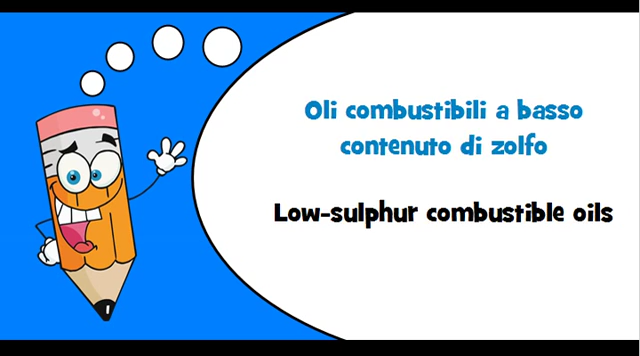 Oli combustibili a basso
contenuto di zolfo
Low-sulphur combustible oils